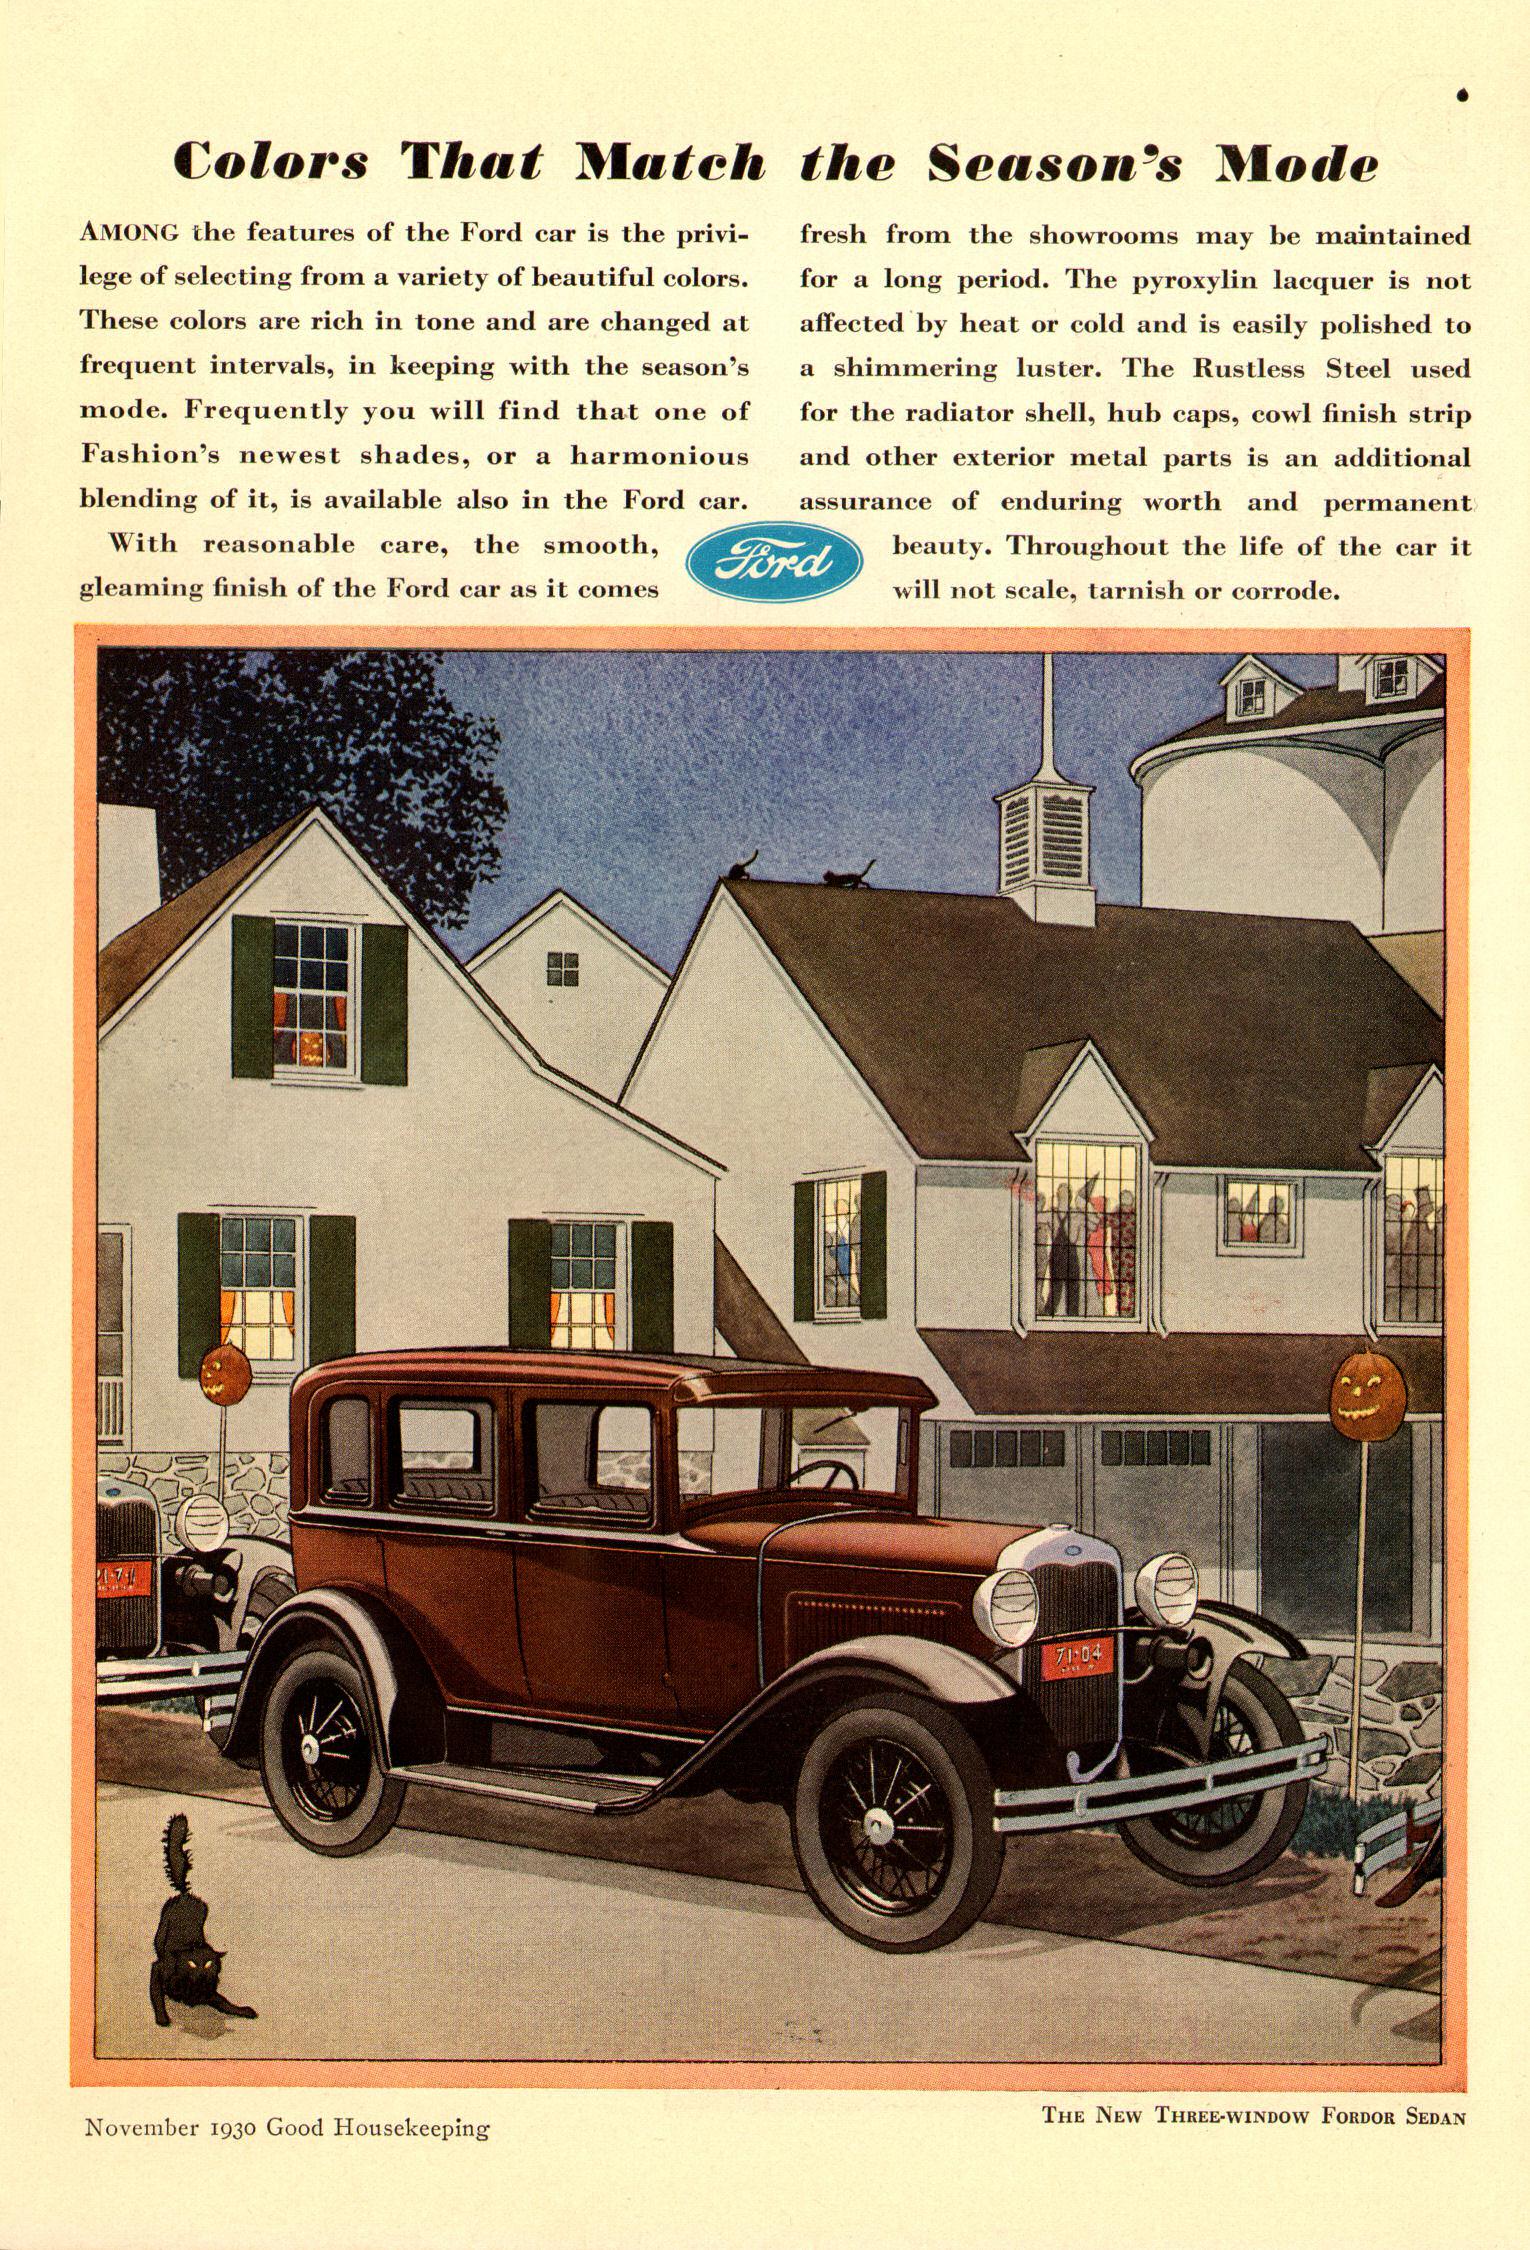 Colors That Match the Season's Mode
AMONG the features of the Ford car is the privi-
lege of selecting from a variety of beautiful colors.
These colors are rich in tone and are changed at
frequent intervals, in keeping with the season's
mode. Frequently you will find that one of
Fashion's newest shades, or a harmonious
blending of it, is available also in the Ford car.
With reasonable care, the smooth,
gleaming finish of the Ford car as it comes
fresh from the showrooms may be maintained
for a long period. The pyroxylin lacquer is not
affected by heat or cold and is easily polished to
a shimmering luster. The Rustless Steel used
for the radiator shell, hub caps, cowl finish strip
and other exterior metal parts is an additional
assurance of enduring worth and permanent
beauty. Throughout the life of the car it
will not scale, tarnish or corrode.
Ford
71-04
November 1930 Good Housekeeping
THE NEW THREE-WINDOW FORDOR SEDAN